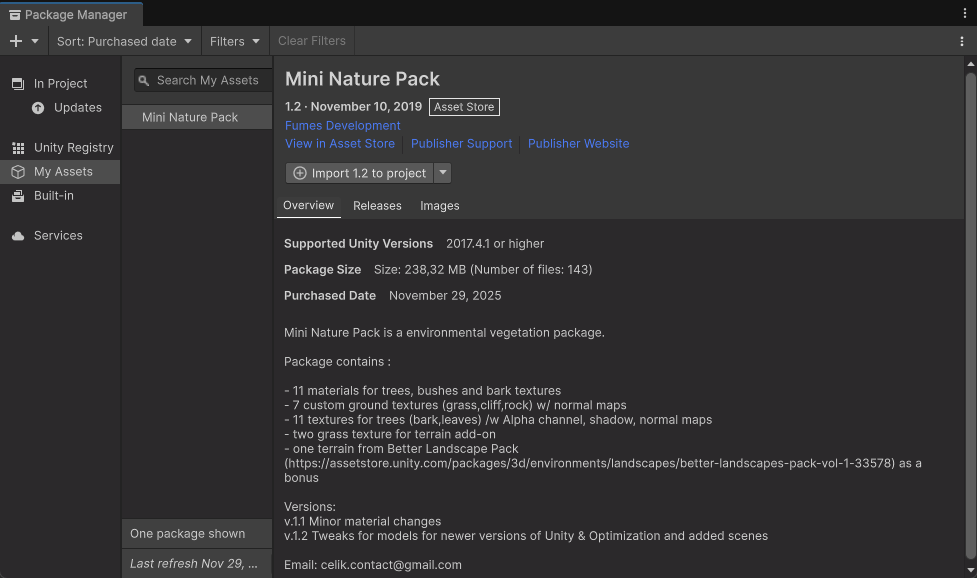 Package Manager
Sort: Purchased date
Filters
Clear Filters
In Project
Updates
Unity Registry
My Assets
Built-in
Services
Search My Assets
Mini Nature Pack
One package shown
Last refresh Nov 29, ...
Mini Nature Pack
1.2 · November 10, 2019 Asset Store
Fumes Development
View in Asset Store Publisher Support Publisher Website
Import 1.2 to project
Overview Releases Images
Supported Unity Versions 2017.4.1 or higher
Package Size Size: 238,32 MB (Number of files: 143)
Purchased Date November 29, 2025
Mini Nature Pack is a environmental vegetation package.
Package contains :
- 11 materials for trees, bushes and bark textures
- 7 custom ground textures (grass,cliff,rock) w/ normal maps
- 11 textures for trees (bark,leaves) /w Alpha channel, shadow, normal maps
- two grass texture for terrain add-on
- one terrain from Better Landscape Pack
(https://assetstore.unity.com/packages/3d/environments/landscapes/better-landscapes-pack-vol-1-33578) as a
bonus
Versions:
v.1.1 Minor material changes
v.1.2 Tweaks for models for newer versions of Unity & Optimization and added scenes
Email: celik.contact@gmail.com